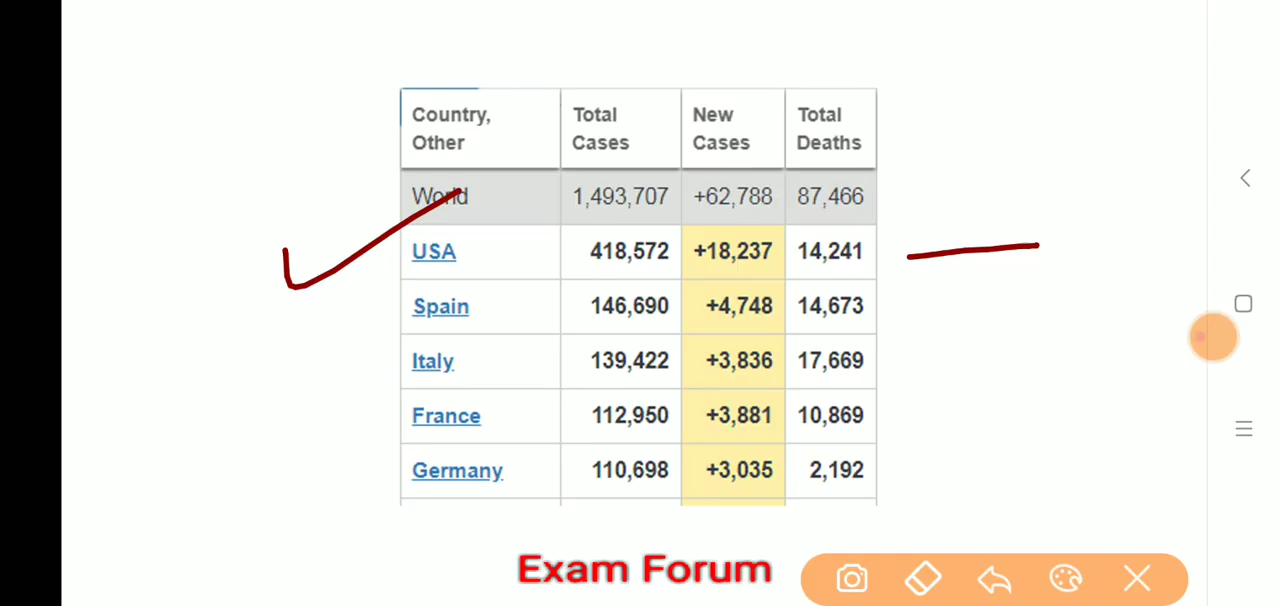 Country, Other Total Cases New Cases Total Deaths
World 1,493,707 +62,788 87,466
USA 418,572 +18,237 14,241
Spain 146,690 +4,748 14,673
Italy 139,422 +3,836 17,669
France 112,950 +3,881 10,869
Germany 110,698 +3,035 2,192
Exam Forum